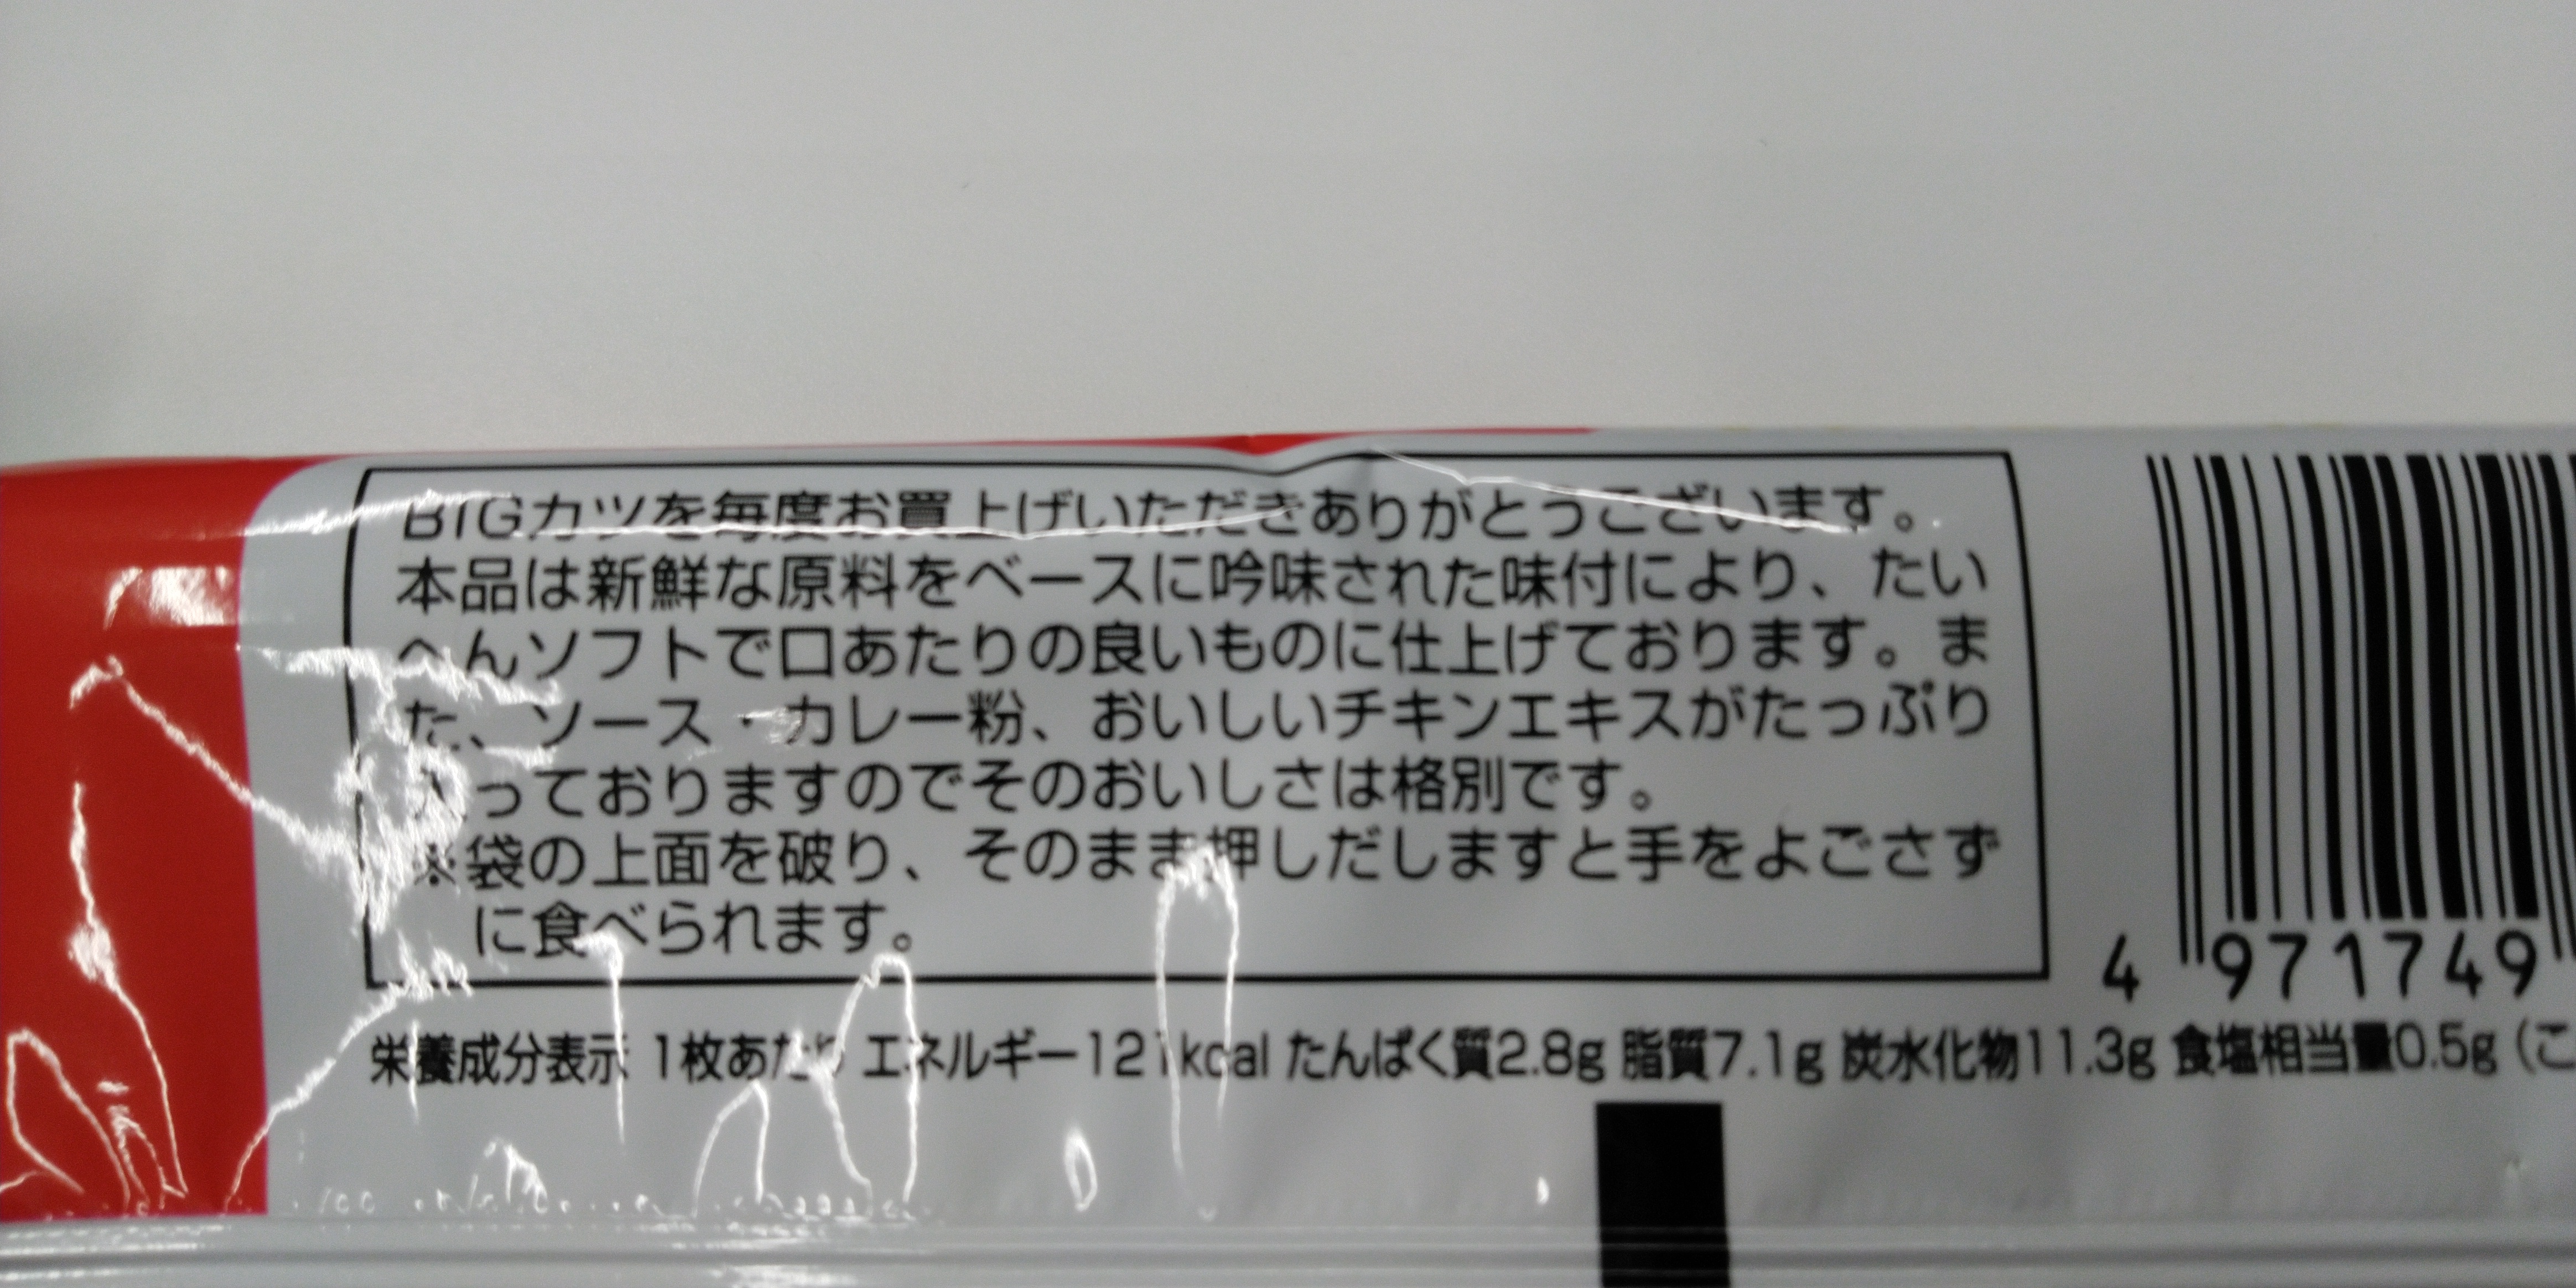 BIGカツを毎度お買上げいただきありがとうございます。
本品は新鮮な原料をベースに吟味された味付により、たい
へんソフトで口あたりの良いものに仕上げております。ま
た、ソース・カレー粉、おいしいチキンエキスがたっぷり
入っておりますのでそのおいしさは格別です。
※袋の上面を破り、そのまま押しだしますと手をよごさず
に食べられます。
4 971749
栄養成分表示 1枚あたり エネルギー121kcal たんぱく質2.8g 脂質7.1g 炭水化物11.3g 食塩相当量0.5g (こ